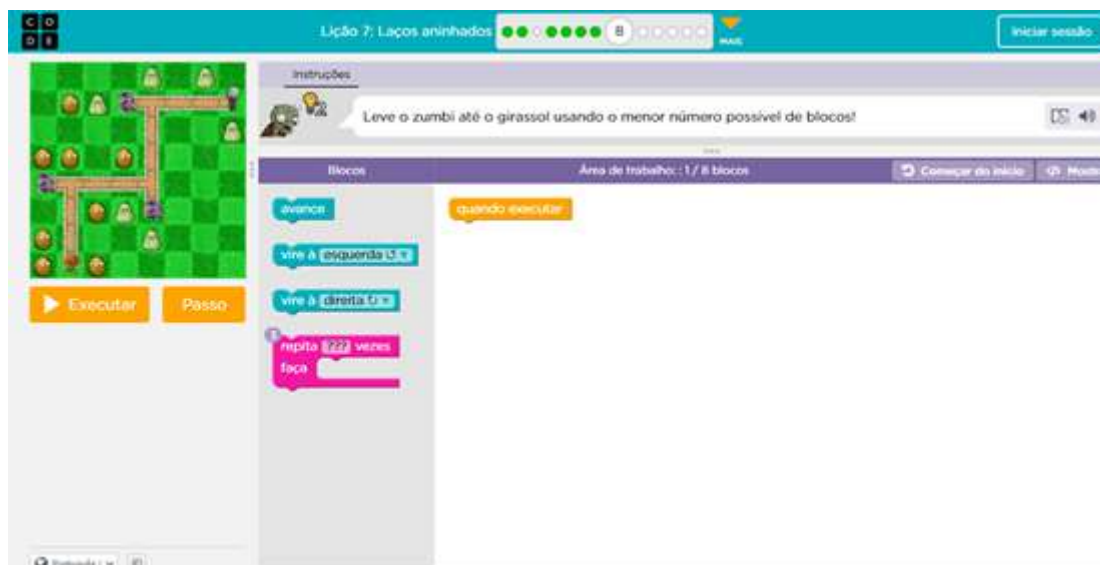 C O
D E
Lição 7: Laços aninhados
8
MAIS
Iniciar sessão
Instruções
2
Leve o zumbi até o girassol usando o menor número possível de blocos!
Blocos
Área de trabalho: : 1 / 8 blocos
Começar do início
avance
quando executar
vire à esquerda
vire à direita
repita ??? vezes
faça
Executar
Passo